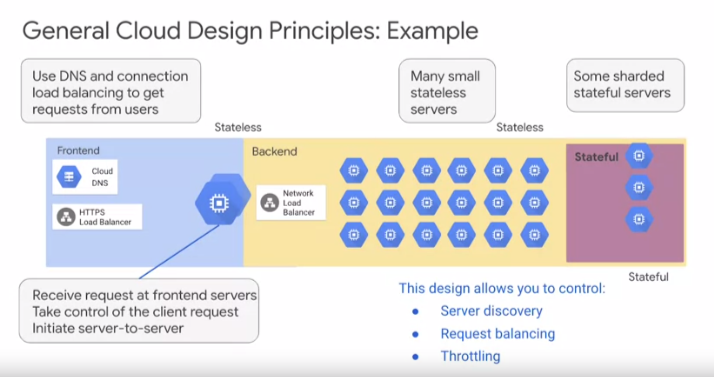 General Cloud Design Principles: Example
Use DNS and connection
load balancing to get
requests from users
Many small
stateless
servers
Some sharded
stateful servers
Stateless
Stateless
Frontend
Cloud
DNS
HTTPS
Load Balancer
Backend
Network
Load
Balancer
Stateful
Stateful
Receive request at frontend servers
Take control of the client request
Initiate server-to-server
This design allows you to control:
● Server discovery
● Request balancing
● Throttling